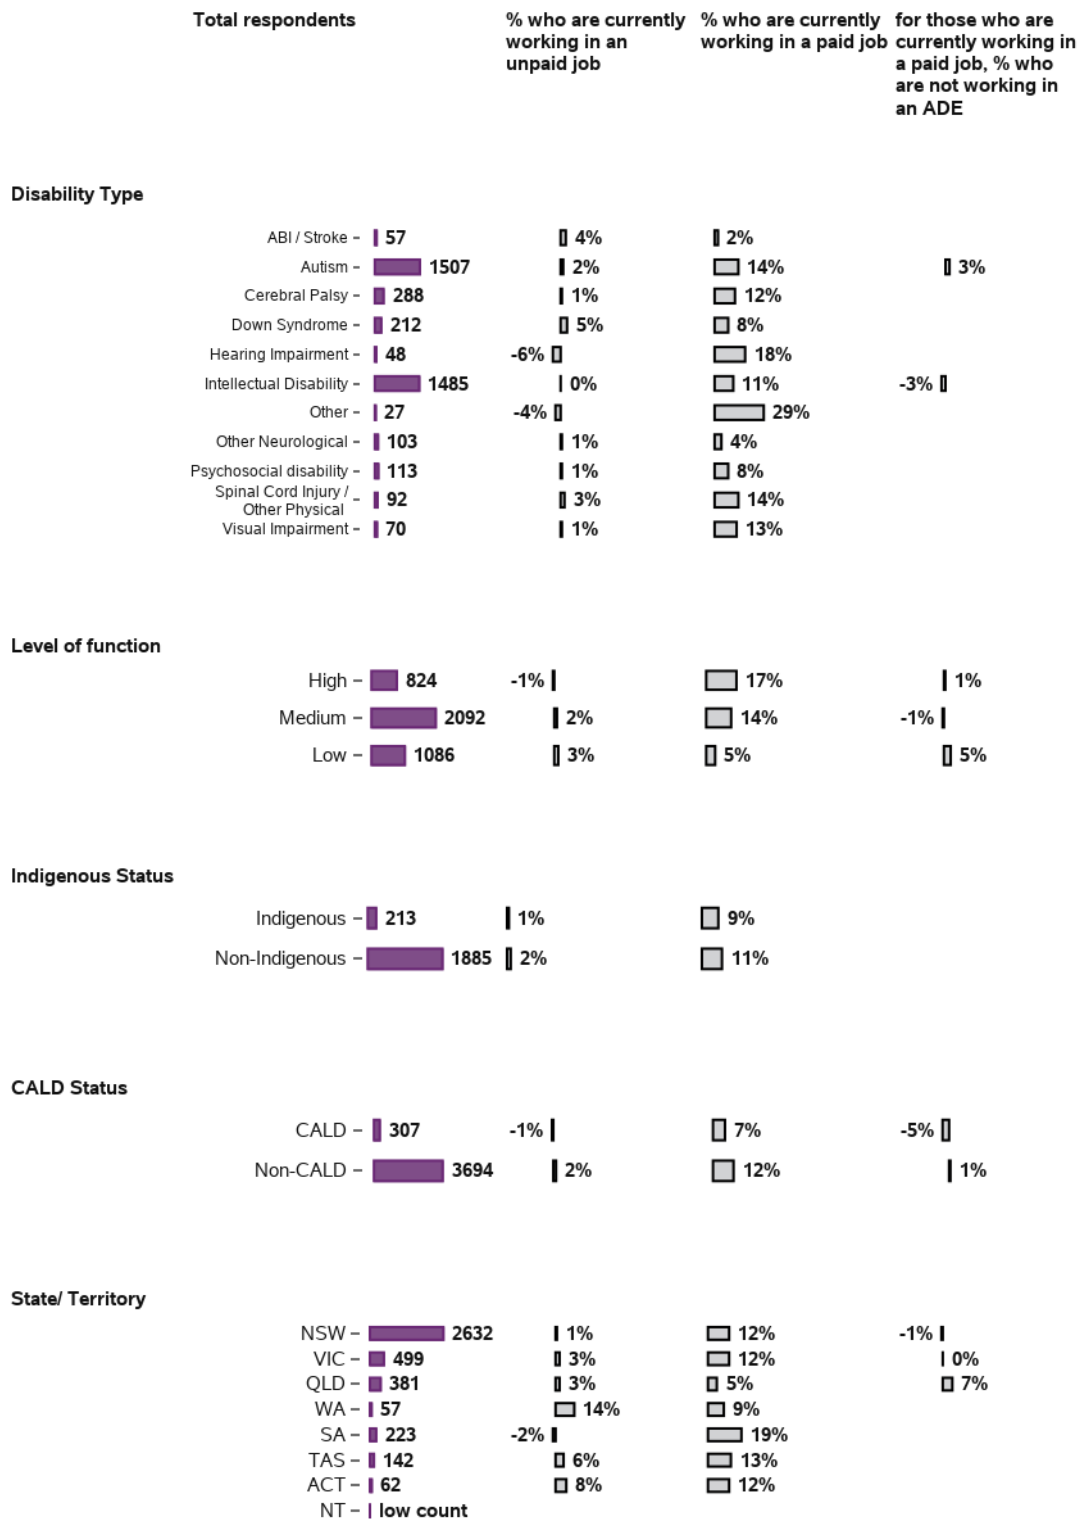 Total respondents
% who are currently working in an unpaid job
% who are currently working in a paid job
for those who are currently working in a paid job, % who are not working in an ADE
Disability Type
ABI / Stroke 57 4% 2%
Autism 1507 2% 14% 3%
Cerebral Palsy 288 1% 12%
Down Syndrome 212 5% 8%
Hearing Impairment 48 -6% 18%
Intellectual Disability 1485 0% 11% -3%
Other 27 -4% 29%
Other Neurological 103 1% 4%
Psychosocial disability 113 1% 8%
Spinal Cord Injury / Other Physical 92 3% 14%
Visual Impairment 70 1% 13%
Level of function
High 824 -1% 17% 1%
Medium 2092 2% 14% -1%
Low 1086 3% 5% 5%
Indigenous Status
Indigenous 213 1% 9%
Non-Indigenous 1885 2% 11%
CALD Status
CALD 307 -1% 7% -5%
Non-CALD 3694 2% 12% 1%
State/ Territory
NSW 2632 1% 12% -1%
VIC 499 3% 12% 0%
QLD 381 3% 5% 7%
WA 57 14% 9%
SA 223 -2% 19%
TAS 142 6% 13%
ACT 62 8% 12%
NT low count